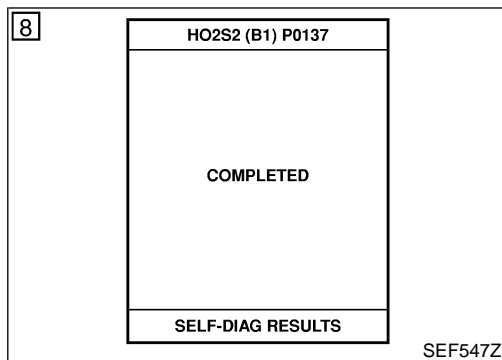 8
HO2S2 (B1) P0137
COMPLETED
SELF-DIAG RESULTS
SEF547Z